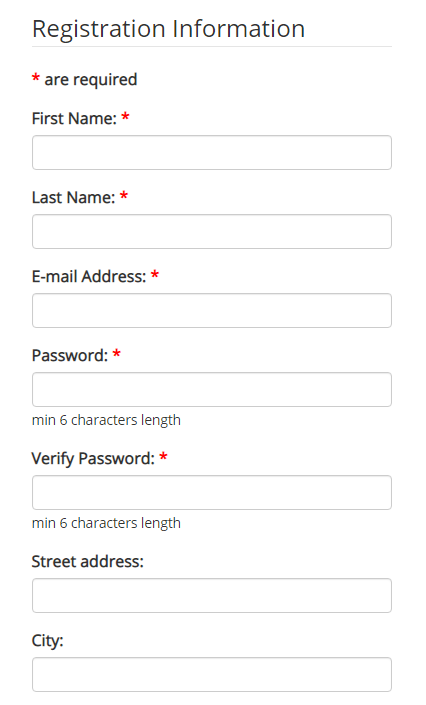 Registration Information
* are required
First Name: *
Last Name: *
E-mail Address: *
Password: *
min 6 characters length
Verify Password: *
min 6 characters length
Street address:
City: